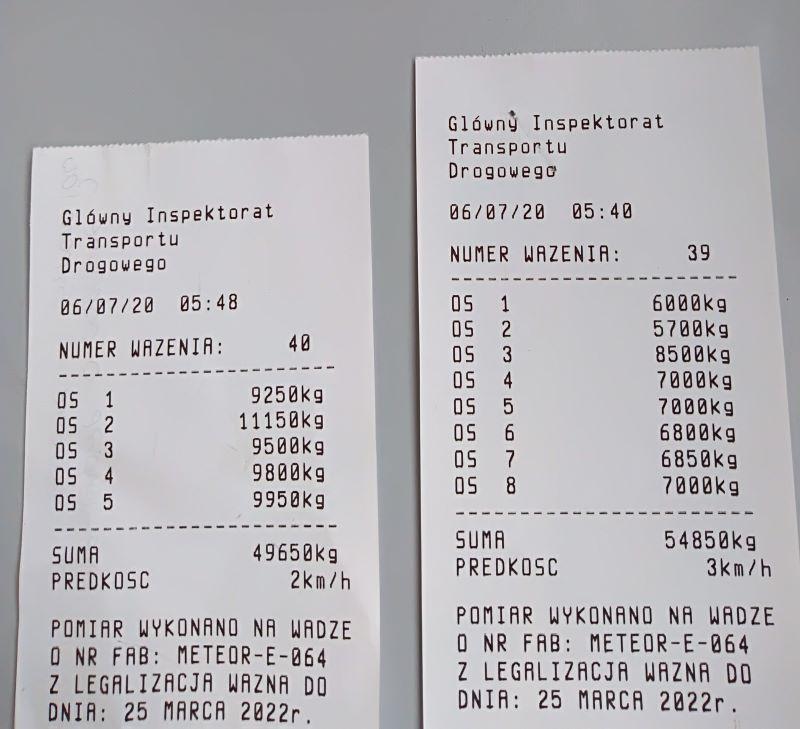 Glówny Inspektorat
Transportu
Drogowego
06/07/20 05:48
NUMER WAZENIA: 40
--------------------------------
OS 1 9250kg
OS 2 11150kg
OS 3 9500kg
OS 4 9800kg
OS 5 9950kg
--------------------------------
SUMA 49650kg
PREDKOSC 2km/h
POMIAR WYKONANO NA WADZE
O NR FAB: METEOR-E-064
Z LEGALIZACJA WAZNA DO
DNIA: 25 MARCA 2022r.
Glówny Inspektorat
Transportu
Drogowego
06/07/20 05:40
NUMER WAZENIA: 39
--------------------------------
OS 1 6000kg
OS 2 5700kg
OS 3 8500kg
OS 4 7000kg
OS 5 7000kg
OS 6 6800kg
OS 7 6850kg
OS 8 7000kg
--------------------------------
SUMA 54850kg
PREDKOSC 3km/h
POMIAR WYKONANO NA WADZE
O NR FAB: METEOR-E-064
Z LEGALIZACJA WAZNA DO
DNIA: 25 MARCA 2022r.